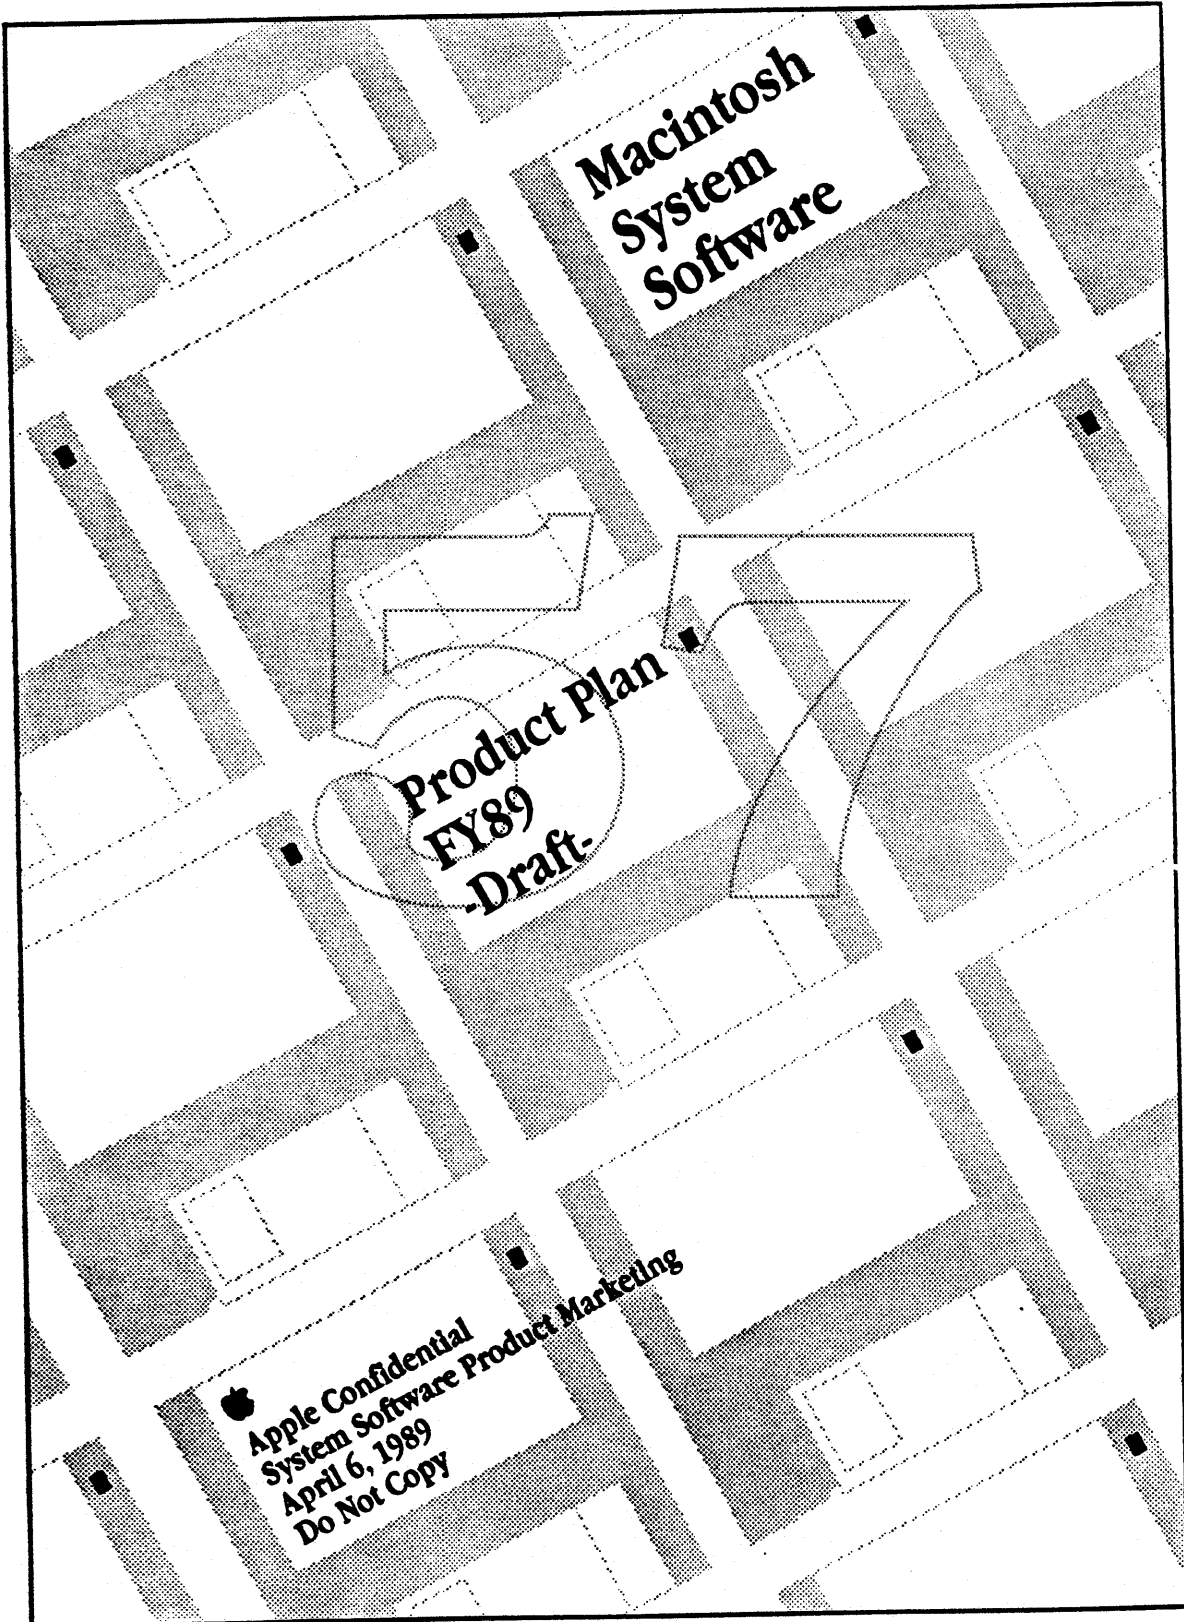 Macintosh
System
Software
57
Product Plan
FY89
-Draft-
Apple Confidential
System Software Product Marketing
April 6, 1989
Do Not Copy